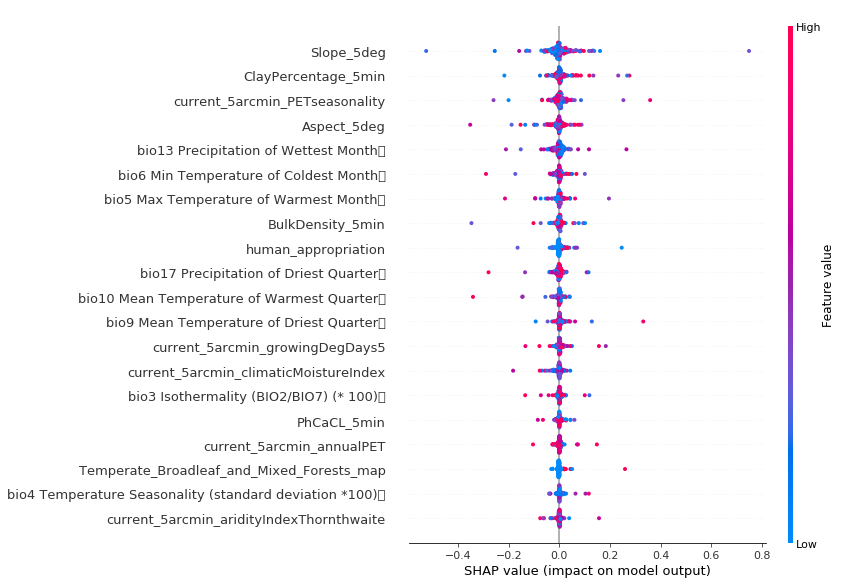 Slope_5deg
ClayPercentage_5min
current_5arcmin_PETseasonality
Aspect_5deg
bio13 Precipitation of Wettest Month
bio6 Min Temperature of Coldest Month
bio5 Max Temperature of Warmest Month
BulkDensity_5min
human_appropriation
bio17 Precipitation of Driest Quarter
bio10 Mean Temperature of Warmest Quarter
bio9 Mean Temperature of Driest Quarter
current_5arcmin_growingDegDays5
current_5arcmin_climaticMoistureIndex
bio3 Isothermality (BIO2/BIO7) (* 100)
PhCaCL_5min
current_5arcmin_annualPET
Temperate_Broadleaf_and_Mixed_Forests_map
bio4 Temperature Seasonality (standard deviation *100)
current_5arcmin_aridityIndexThornthwaite
−0.4 −0.2 0.0 0.2 0.4 0.6 0.8
SHAP value (impact on model output)
High
Feature value
Low